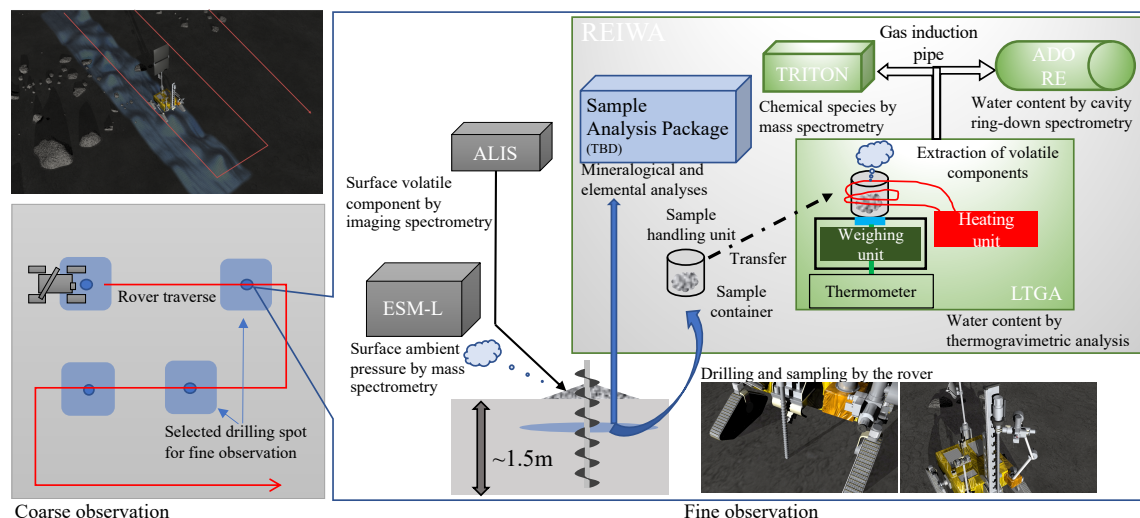 REIWA
Gas induction
pipe
TRITON
ADO
RE
Chemical species by
mass spectrometry
Water content by cavity
ring-down spectrometry
Sample
Analysis Package
(TBD)
Mineralogical and
elemental analyses
ALIS
Surface volatile
component by
imaging spectrometry
Extraction of volatile
components
Sample
handling unit
Transfer
Sample
container
Weighing
unit
Heating
unit
Thermometer
LTGA
Water content by
thermogravimetric analysis
Rover traverse
ESM-L
Surface ambient
pressure by mass
spectrometry
Selected drilling spot
for fine observation
~1.5m
Drilling and sampling by the rover
Coarse observation
Fine observation